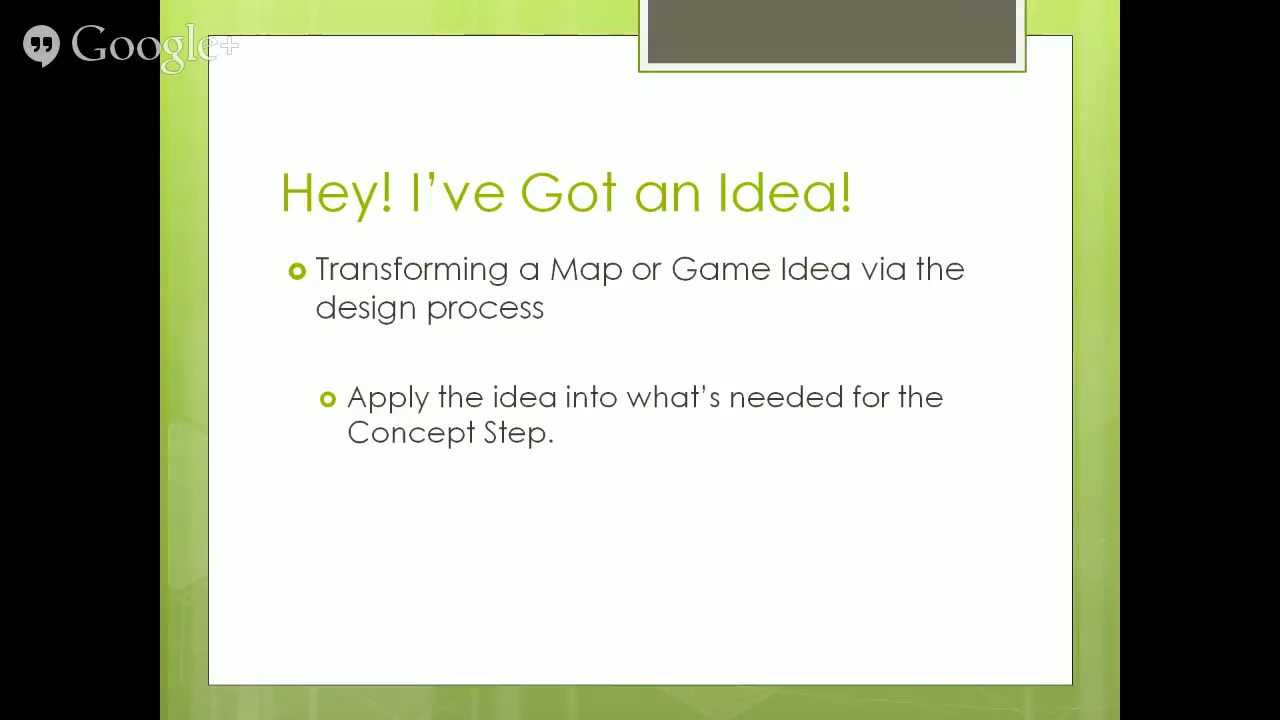 Google+
Hey! I've Got an Idea!
Transforming a Map or Game Idea via the
design process
Apply the idea into what's needed for the
Concept Step.